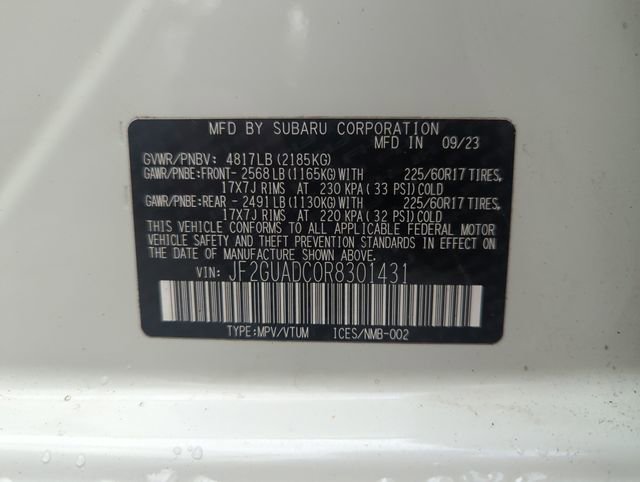 MFD BY SUBARU CORPORATION
MFD IN 09/23
GVWR/PNBV: 4817LB (2185KG)
GAWR/PNBE:FRONT- 2568LB (1165KG)WITH 225/60R17 TIRES,
17X7J RIMS AT 230 KPA (33 PSI)COLD
GAWR/PNBE:REAR - 2491LB (1130KG)WITH 225/60R17 TIRES,
17X7J RIMS AT 220 KPA (32 PSI)COLD
THIS VEHICLE CONFORMS TO ALL APPLICABLE FEDERAL MOTOR
VEHICLE SAFETY AND THEFT PREVENTION STANDARDS IN EFFECT ON
THE DATE OF MANUFACTURE SHOWN ABOVE.
VIN: JF2GUADC0R8301431
TYPE:MPV/VTUM ICES/NMB-002